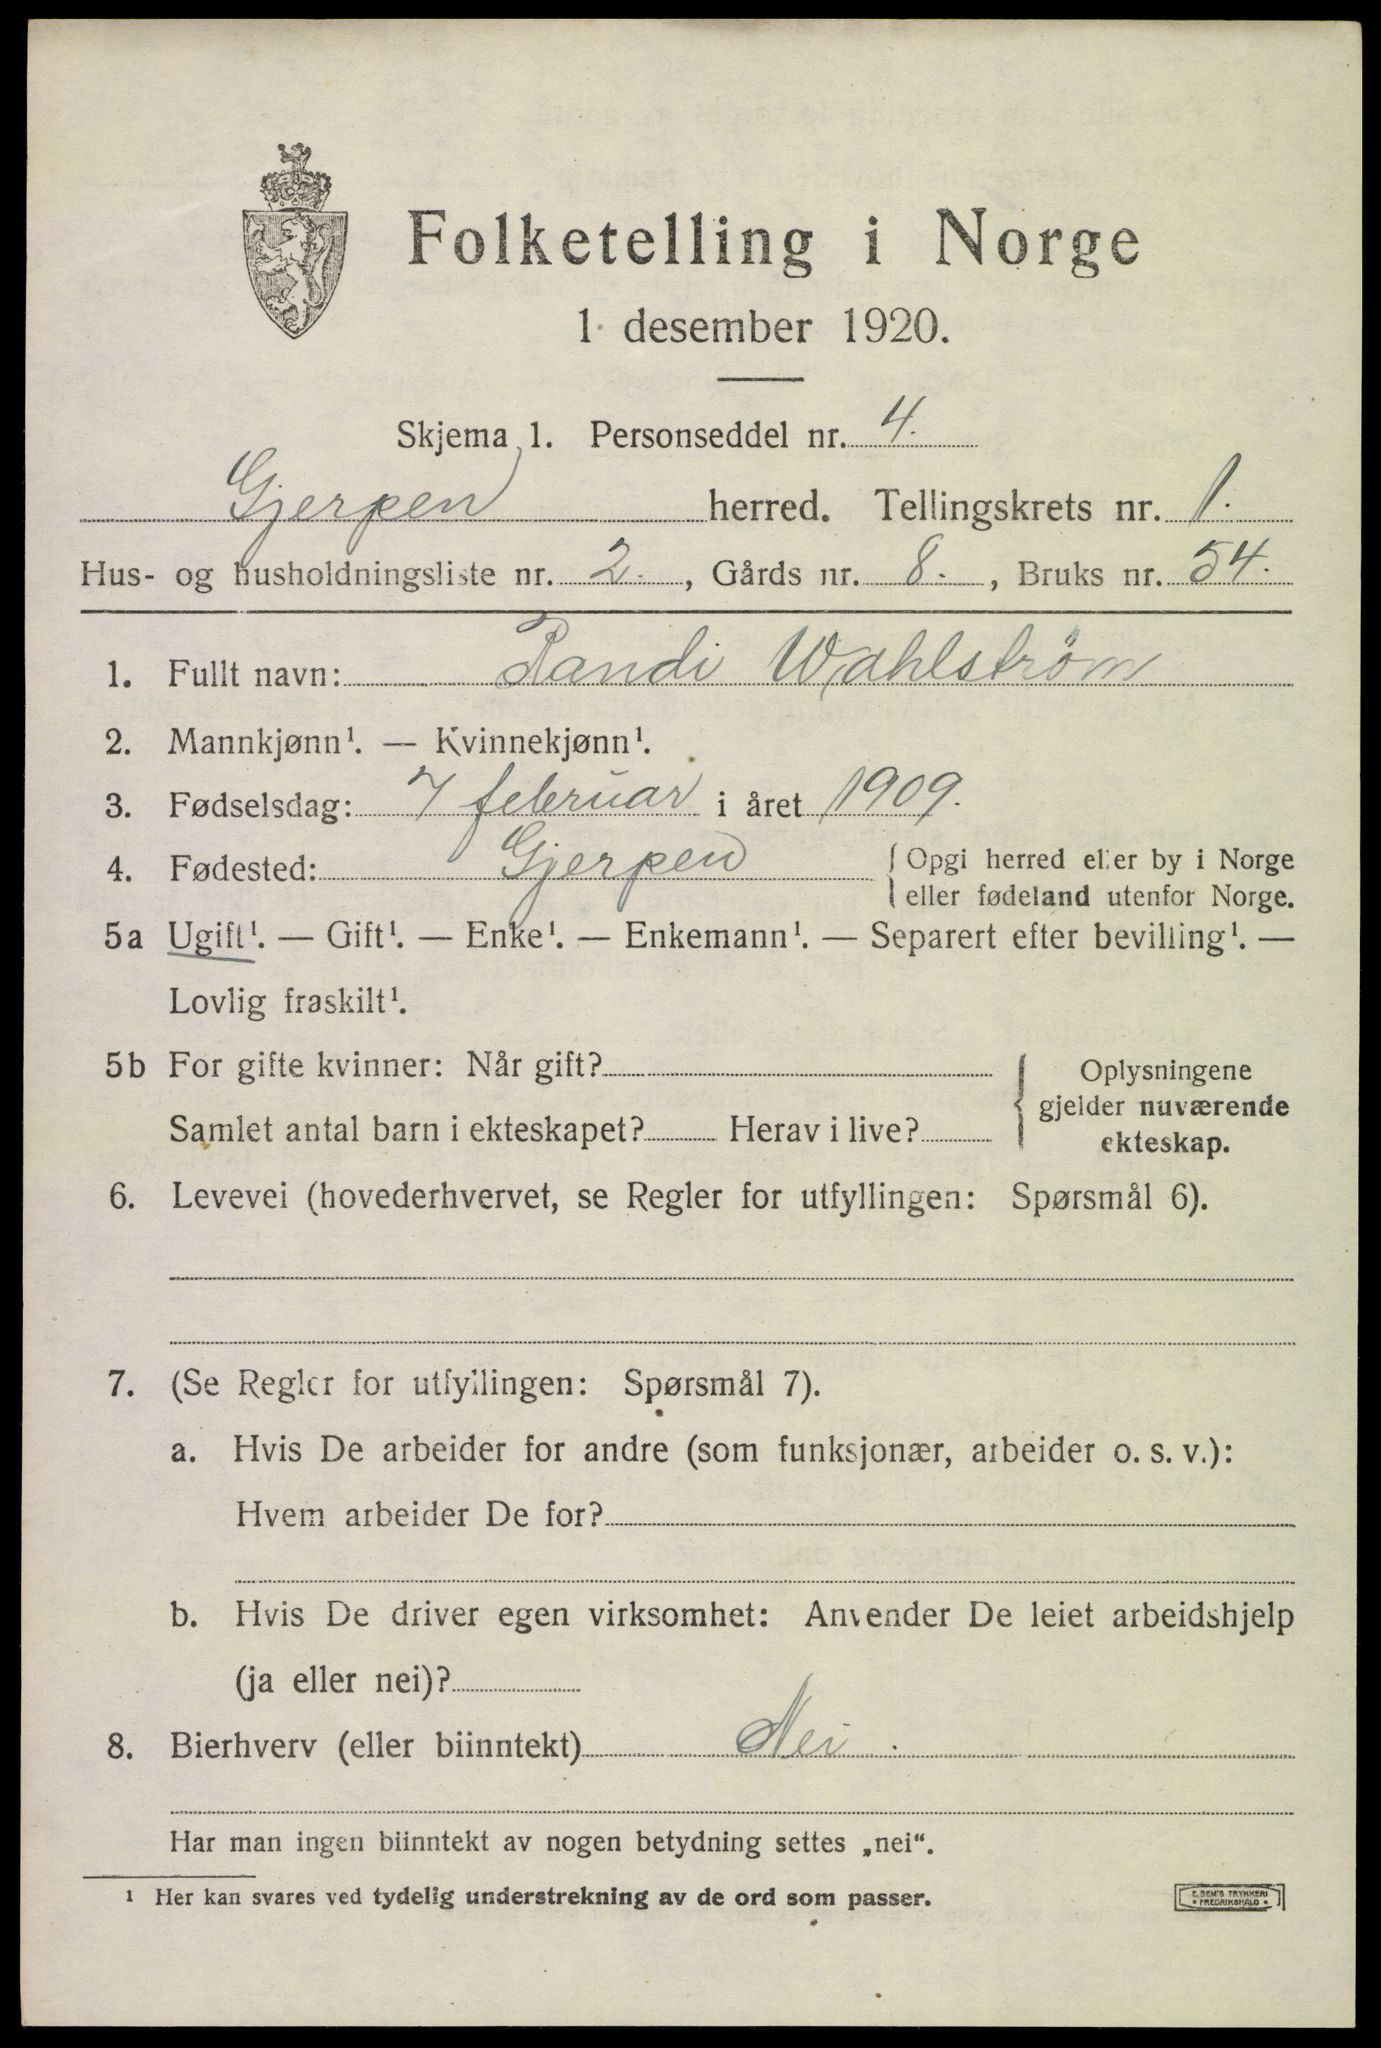 Folketelling i Norge
1 desember 1920.
Skjema 1. Personseddel nr. 4.
Gjerpen herred. Tellingskrets nr. 1.
Hus- og husholdningsliste nr. 2., Gårds nr. 8., Bruks nr. 54.
1. Fullt navn: Randi Wahlstrøm
2. Mannkjønn¹. — Kvinnekjønn¹.
3. Fødselsdag: 7 februar i året 1909.
4. Fødested: Gjerpen { Opgi herred eller by i Norge
eller fødeland utenfor Norge.
5a Ugift¹. — Gift¹. — Enke¹. — Enkemann¹. — Separert efter bevilling¹. —
Lovlig fraskilt¹.
5b For gifte kvinner: Når gift?
Samlet antal barn i ekteskapet? Herav i live?
{ Oplysningene
gjelder nuværende
ekteskap.
6. Levevei (hovederhvervet, se Regler for utfyllingen: Spørsmål 6).
7. (Se Regler for utfyllingen: Spørsmål 7).
a. Hvis De arbeider for andre (som funksjonær, arbeider o. s. v.):
Hvem arbeider De for?
b. Hvis De driver egen virksomhet: Anvender De leiet arbeidshjelp
(ja eller nei)?
8. Bierhverv (eller biinntekt) Nei.
Har man ingen biinntekt av nogen betydning settes „nei“.
¹ Her kan svares ved tydelig understrekning av de ord som passer.
E. SEM'S TRYKKERI
• FREDRIKSHALD •